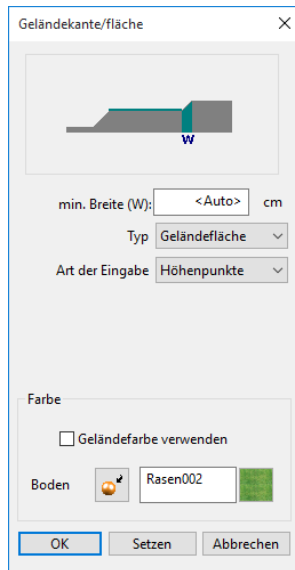 Geländekante/fläche
W
min. Breite (W): <Auto> cm
Typ Geländefläche
Art der Eingabe Höhenpunkte
Farbe
Geländefarbe verwenden
Boden Rasen002
OK Setzen Abbrechen